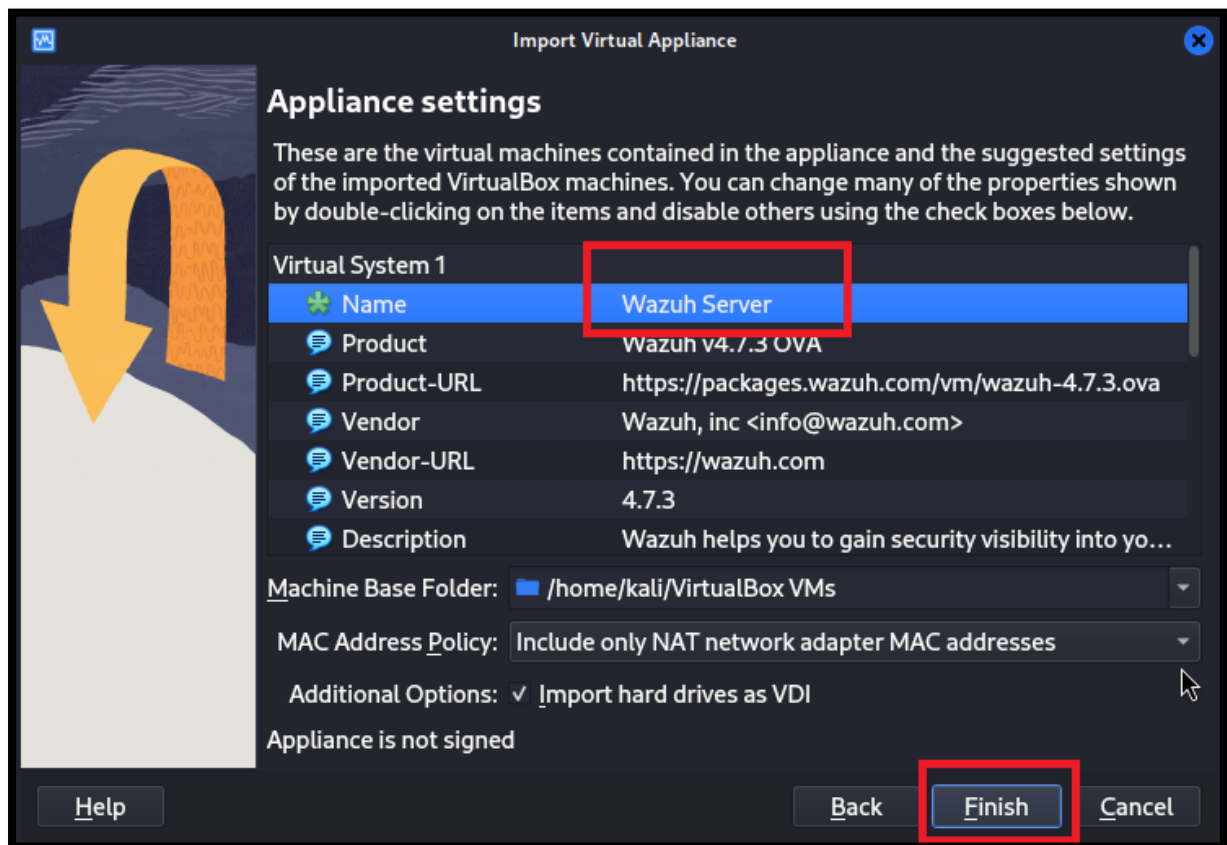 Import Virtual Appliance
Appliance settings
These are the virtual machines contained in the appliance and the suggested settings
of the imported VirtualBox machines. You can change many of the properties shown
by double-clicking on the items and disable others using the check boxes below.
Virtual System 1
Name Wazuh Server
Product Wazuh v4.7.3 OVA
Product-URL https://packages.wazuh.com/vm/wazuh-4.7.3.ova
Vendor Wazuh, inc <info@wazuh.com>
Vendor-URL https://wazuh.com
Version 4.7.3
Description Wazuh helps you to gain security visibility into yo...
Machine Base Folder: /home/kali/VirtualBox VMs
MAC Address Policy: Include only NAT network adapter MAC addresses
Additional Options: ✓ Import hard drives as VDI
Appliance is not signed
Help Back Finish Cancel